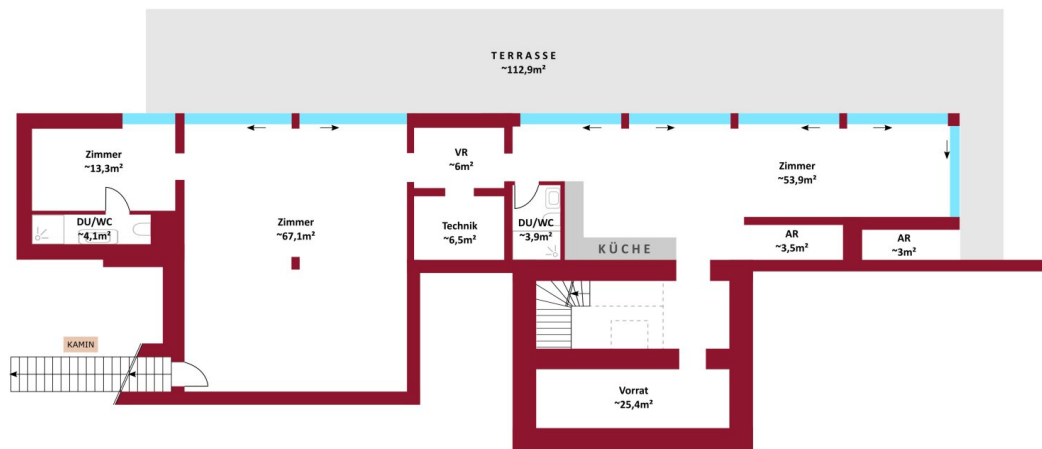 TERRASSE
~112,9m²
Zimmer
~13,3m²
VR
~6m²
Zimmer
~53,9m²
DU/WC
~4,1m²
Zimmer
~67,1m²
Technik
~6,5m²
DU/WC
~3,9m²
KÜCHE
AR
~3,5m²
AR
~3m²
KAMIN
Vorrat
~25,4m²